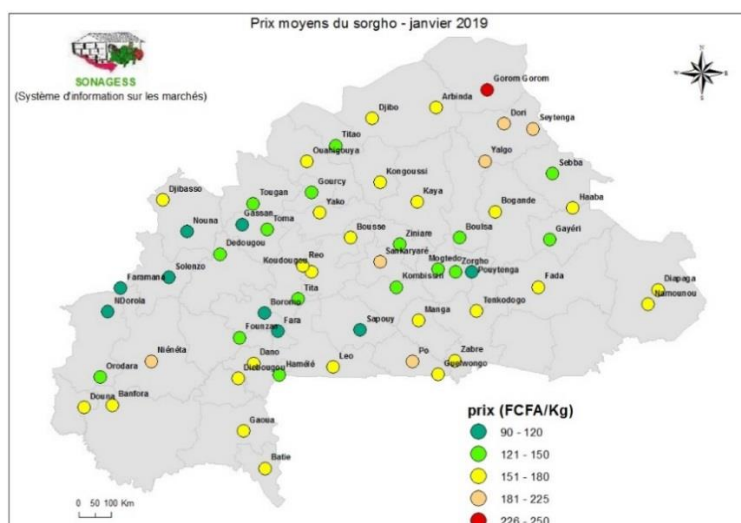 Prix moyens du sorgho - janvier 2019
SONAGESS
(Système d'information sur les marchés)
N
Gorom Gorom
Arbinda
Djibo
Dori
Seytenga
Titao
Ouahigouya
Yalgo
Sebba
Kongoussi
Gourcy
Djibasso
Tougan
Kaya
Yako
Bogande
Haaba
Nouna
Gassan
Toma
Bousse
Ziniare
Boulsa
Gayéri
Dedougou
Sankaryaré
Koudougou
Reo
Mogtedo
Zorgho
Pouytenga
Solenzo
Faramana
Kombissiri
Fada
Diapaga
Namounou
Tita
NDorola
Boromo
Tenkodogo
Manga
Fara
Sapouy
Founzan
Niénéta
Dano
Leo
Po
Zabre
Guelwongo
Orodara
Diebougou
Hamélé
Douna
Banfora
Gaoua
Batie
prix (FCFA/Kg)
90 - 120
121 - 150
151 - 180
181 - 225
226 - 250
0 50 100 Km